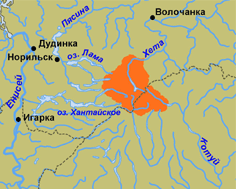 Пясина
Волочанка
Дудинка
Норильск
оз. Лама
Хета
Енисей
Игарка
оз. Хантайское
Котуй